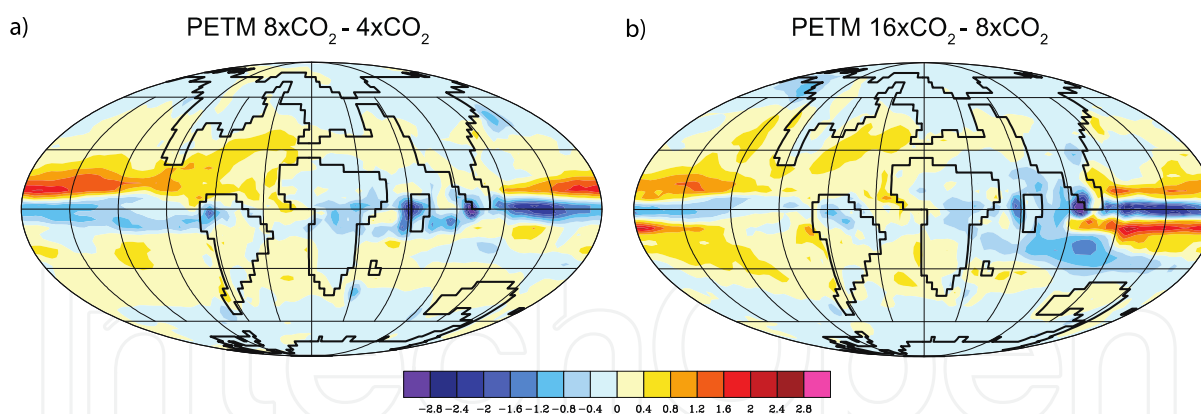 a) PETM 8xCO₂ - 4xCO₂
b) PETM 16xCO₂ - 8xCO₂
InTechOpen
-2.8 -2.4 -2 -1.6 -1.2 -0.8 -0.4 0 0.4 0.8 1.2 1.6 2 2.4 2.8